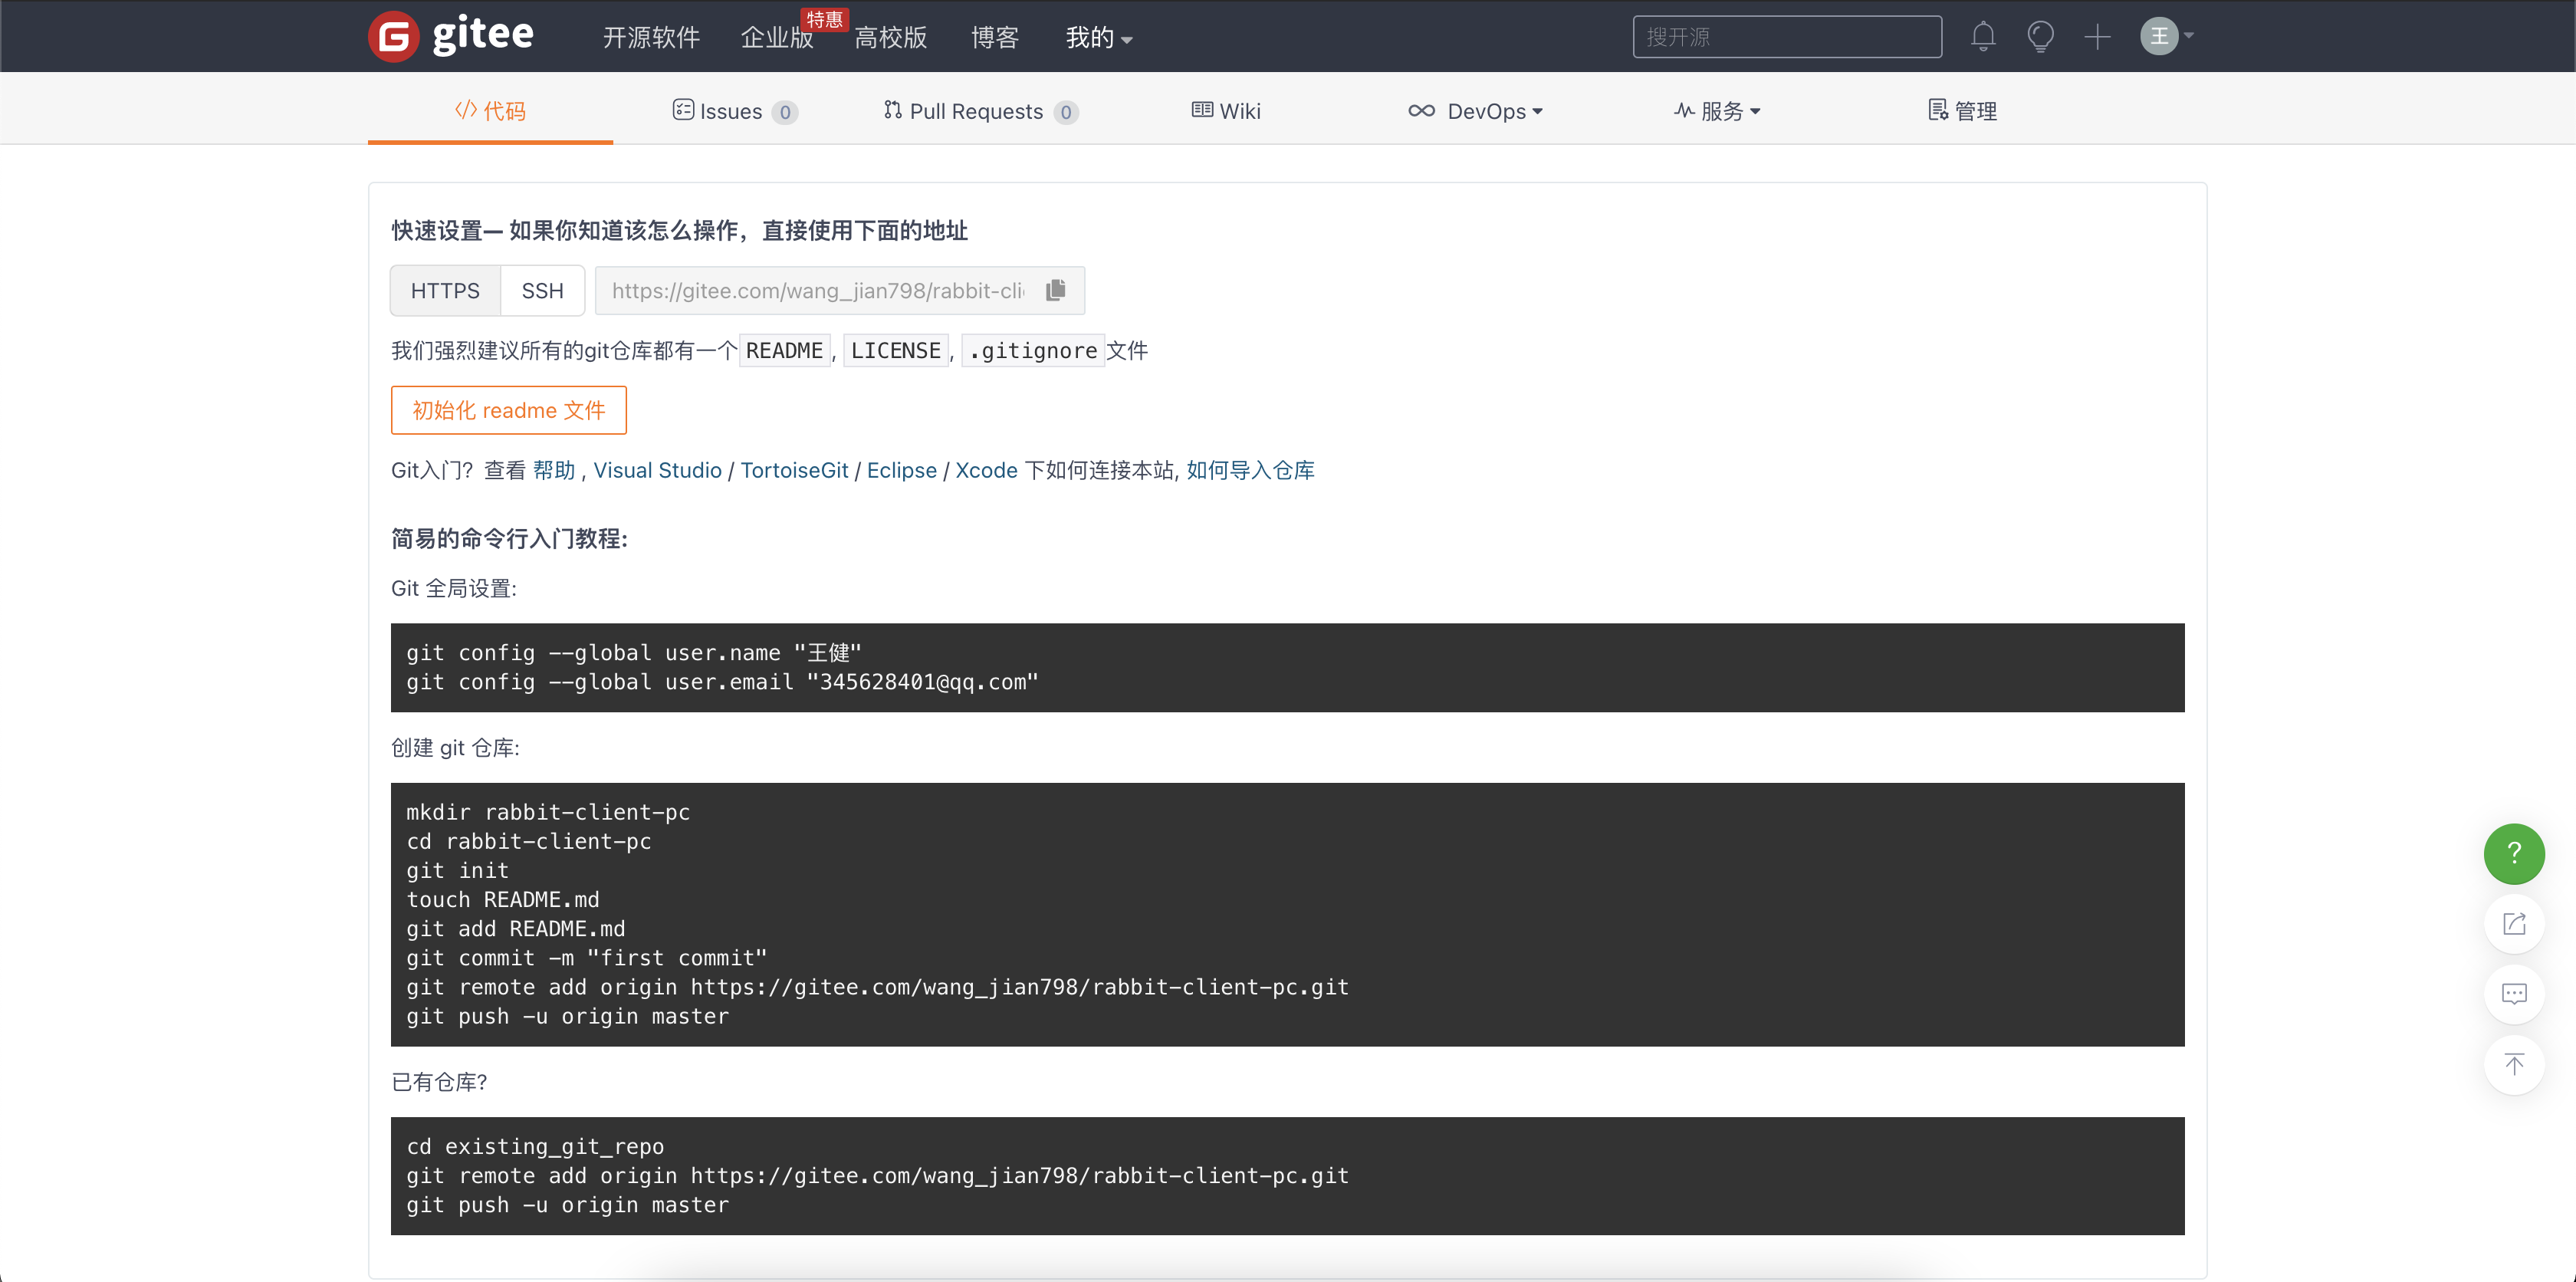 gitee 开源软件 企业版 特惠 高校版 博客 我的 搜开源 王
代码 Issues 0 Pull Requests 0 Wiki DevOps 服务 管理
快速设置— 如果你知道该怎么操作，直接使用下面的地址
HTTPS SSH https://gitee.com/wang_jian798/rabbit-cli
我们强烈建议所有的git仓库都有一个 README , LICENSE , .gitignore 文件
初始化 readme 文件
Git入门？ 查看 帮助 , Visual Studio / TortoiseGit / Eclipse / Xcode 下如何连接本站, 如何导入仓库
简易的命令行入门教程:
Git 全局设置:
git config --global user.name "王健"
git config --global user.email "345628401@qq.com"
创建 git 仓库:
mkdir rabbit-client-pc
cd rabbit-client-pc
git init
touch README.md
git add README.md
git commit -m "first commit"
git remote add origin https://gitee.com/wang_jian798/rabbit-client-pc.git
git push -u origin master
已有仓库?
cd existing_git_repo
git remote add origin https://gitee.com/wang_jian798/rabbit-client-pc.git
git push -u origin master